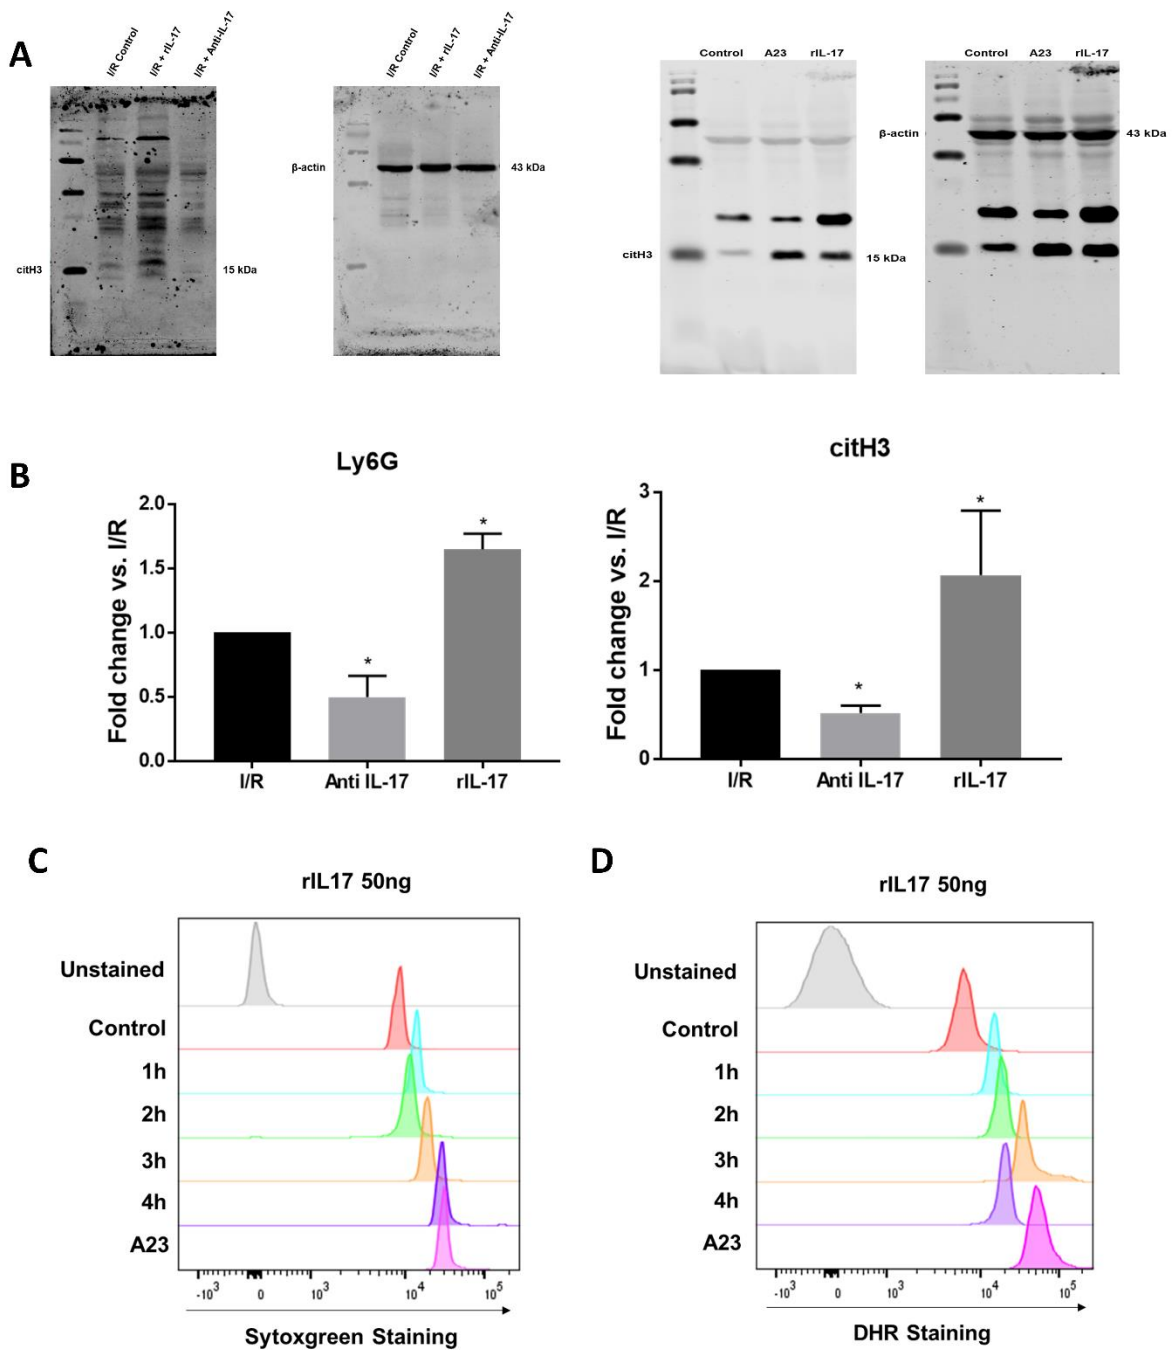 A
I/R Control
I/R + rIL-17
I/R + Anti-IL-17
citH3
15 kDa
I/R Control
I/R + rIL-17
I/R + Anti-IL-17
β-actin
43 kDa
Control A23 rIL-17
citH3
15 kDa
Control A23 rIL-17
β-actin
43 kDa
B
Ly6G
Fold change vs. I/R
2.0
1.5
1.0
0.5
0.0
*
*
I/R Anti IL-17 rIL-17
citH3
Fold change vs. I/R
3
2
1
0
*
*
I/R Anti IL-17 rIL-17
C
rIL17 50ng
Unstained
Control
1h
2h
3h
4h
A23
-10³ 0 10³ 10⁴ 10⁵
Sytoxgreen Staining
D
rIL17 50ng
Unstained
Control
1h
2h
3h
4h
A23
-10³ 0 10³ 10⁴ 10⁵
DHR Staining